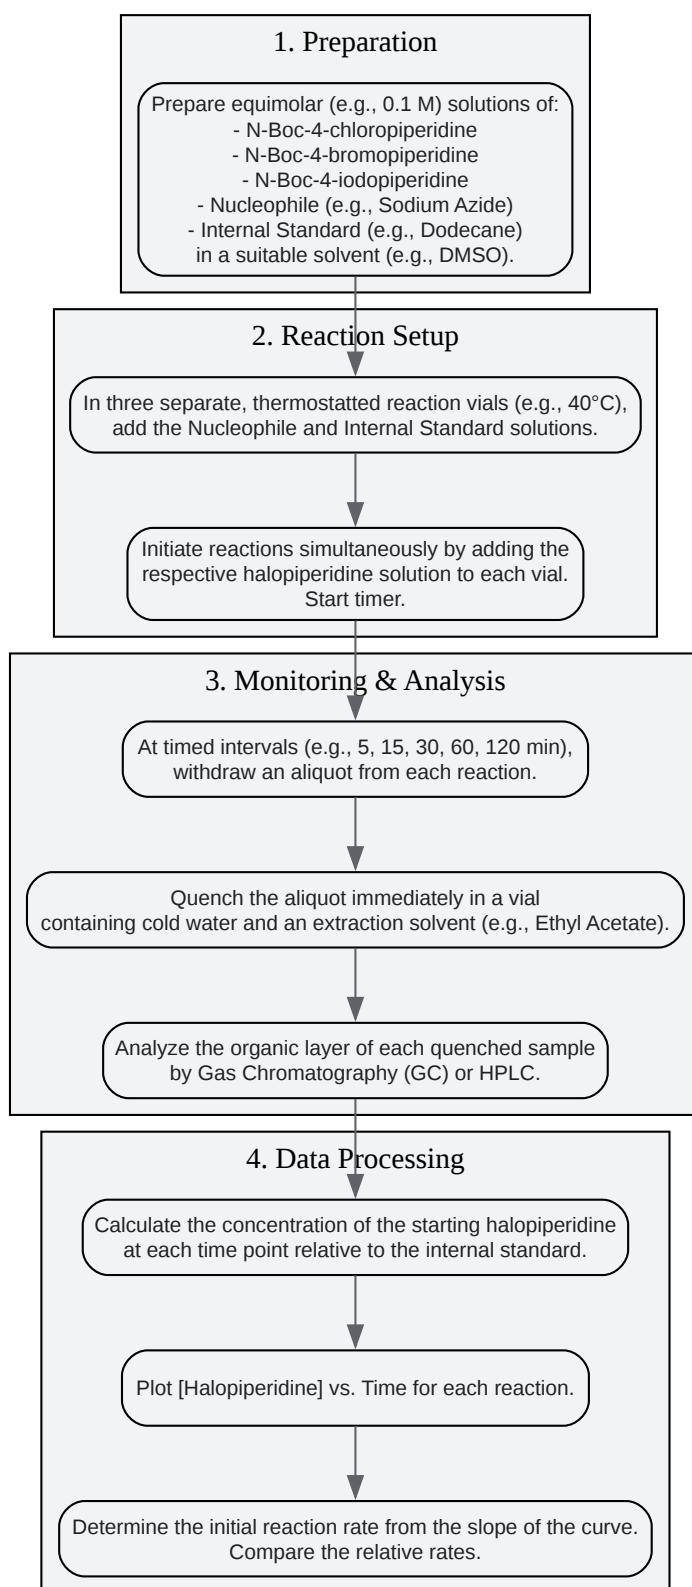 1. Preparation
Prepare equimolar (e.g., 0.1 M) solutions of:
- N-Boc-4-chloropiperidine
- N-Boc-4-bromopiperidine
- N-Boc-4-iodopiperidine
- Nucleophile (e.g., Sodium Azide)
- Internal Standard (e.g., Dodecane)
in a suitable solvent (e.g., DMSO).
2. Reaction Setup
In three separate, thermostatted reaction vials (e.g., 40°C),
add the Nucleophile and Internal Standard solutions.
Initiate reactions simultaneously by adding the
respective halopiperidine solution to each vial.
Start timer.
3. Monitoring & Analysis
At timed intervals (e.g., 5, 15, 30, 60, 120 min),
withdraw an aliquot from each reaction.
Quench the aliquot immediately in a vial
containing cold water and an extraction solvent (e.g., Ethyl Acetate).
Analyze the organic layer of each quenched sample
by Gas Chromatography (GC) or HPLC.
4. Data Processing
Calculate the concentration of the starting halopiperidine
at each time point relative to the internal standard.
Plot [Halopiperidine] vs. Time for each reaction.
Determine the initial reaction rate from the slope of the curve.
Compare the relative rates.